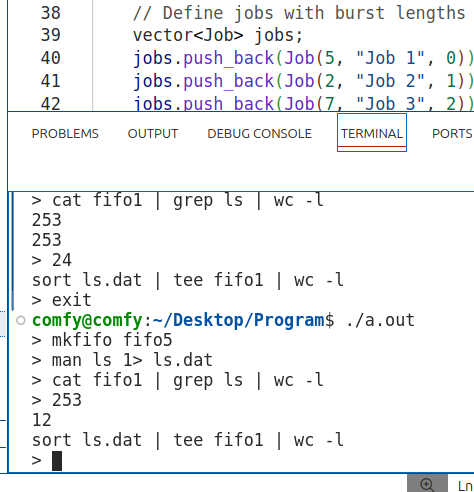 38 // Define jobs with burst lengths
39 vector<Job> jobs;
40 jobs.push_back(Job(5, "Job 1", 0))
41 jobs.push_back(Job(2, "Job 2", 1))
42 jobs.push_back(Job(7, "Job 3", 2))
PROBLEMS OUTPUT DEBUG CONSOLE TERMINAL PORTS
> cat fifo1 | grep ls | wc -l
253
253
> 24
sort ls.dat | tee fifo1 | wc -l
> exit
comfy@comfy:~/Desktop/Program$ ./a.out
> mkfifo fifo5
> man ls 1> ls.dat
> cat fifo1 | grep ls | wc -l
> 253
12
sort ls.dat | tee fifo1 | wc -l
>
Ln